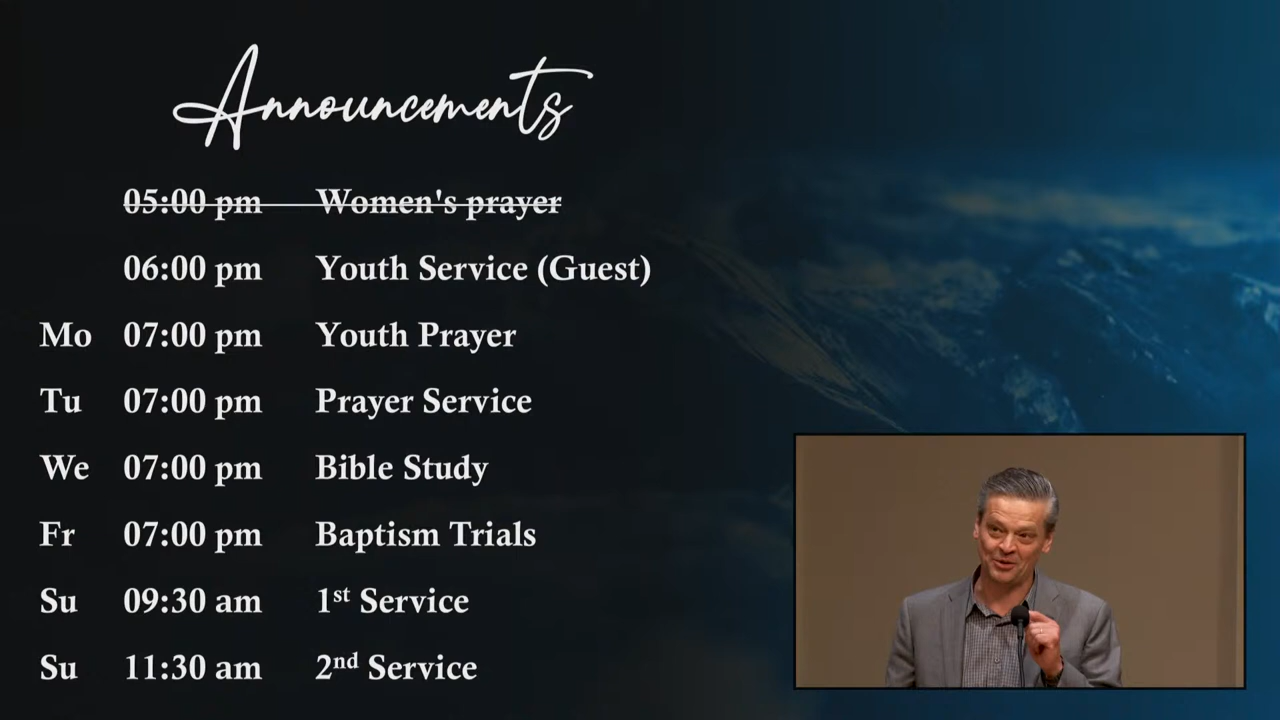 Announcements
05:00 pm Women's prayer
06:00 pm Youth Service (Guest)
Mo 07:00 pm Youth Prayer
Tu 07:00 pm Prayer Service
We 07:00 pm Bible Study
Fr 07:00 pm Baptism Trials
Su 09:30 am 1st Service
Su 11:30 am 2nd Service